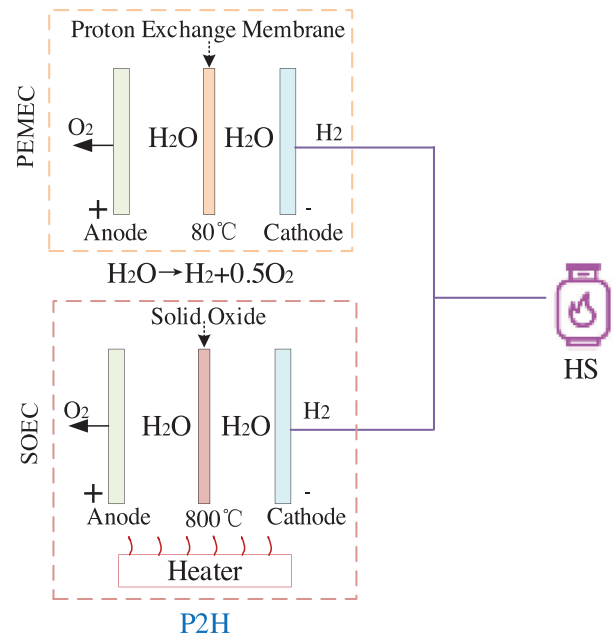 Proton Exchange Membrane
PEMEC
O2
H2O
H2O
H2
+
-
Anode
80℃
Cathode
H2O→H2+0.5O2
HS
Solid Oxide
SOEC
O2
H2O
H2O
H2
+
-
Anode
800℃
Cathode
Heater
P2H